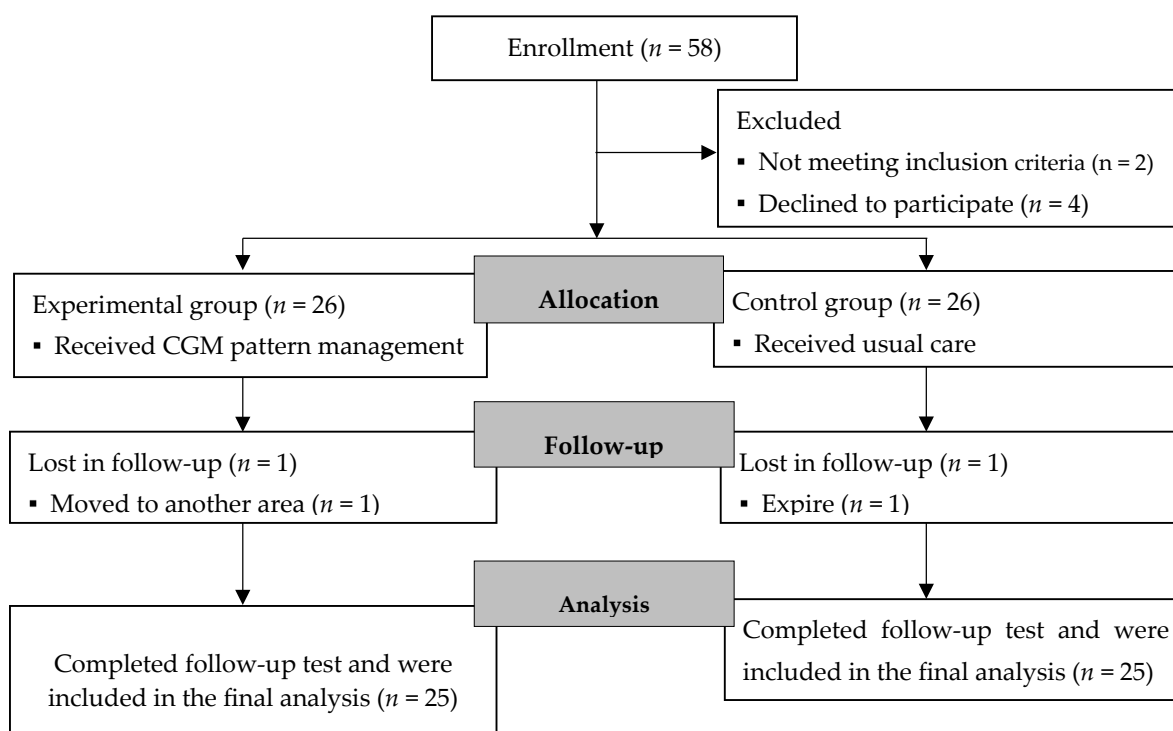 Enrollment (n = 58)
Excluded
▪ Not meeting inclusion criteria (n = 2)
▪ Declined to participate (n = 4)
Allocation
Experimental group (n = 26)
▪ Received CGM pattern management
Control group (n = 26)
▪ Received usual care
Follow-up
Lost in follow-up (n = 1)
▪ Moved to another area (n = 1)
Lost in follow-up (n = 1)
▪ Expire (n = 1)
Analysis
Completed follow-up test and were
included in the final analysis (n = 25)
Completed follow-up test and were
included in the final analysis (n = 25)